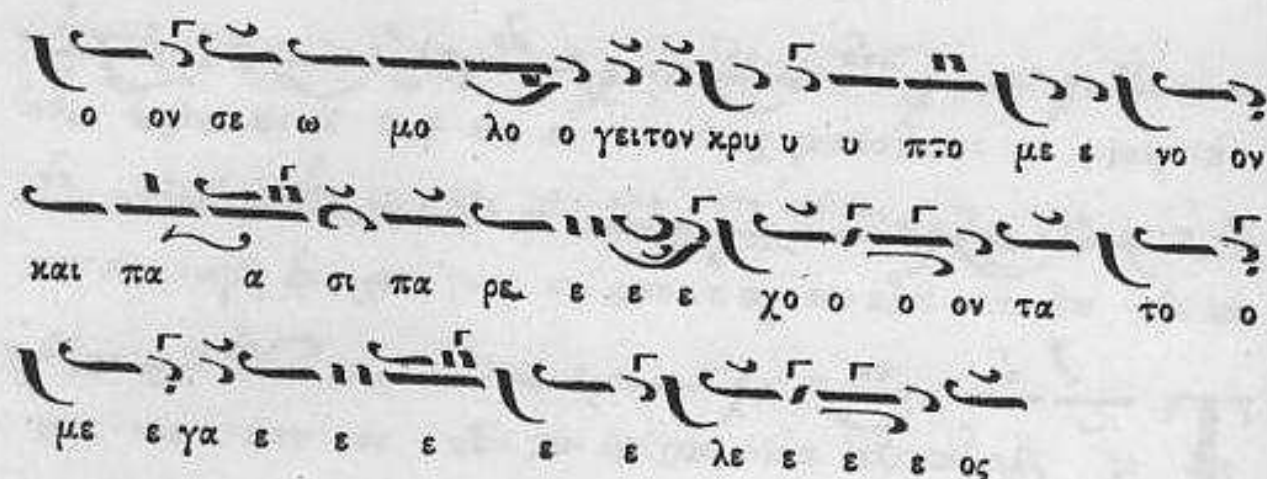 ο ον σε ω μο λο ο γειτον κρυ υ υ πτο με ε νο ον
και πα α σι πα ρε ε ε ε χο ο ο ον τα το ο
με ε γα ε ε ε ε ε λε ε ε ε ος